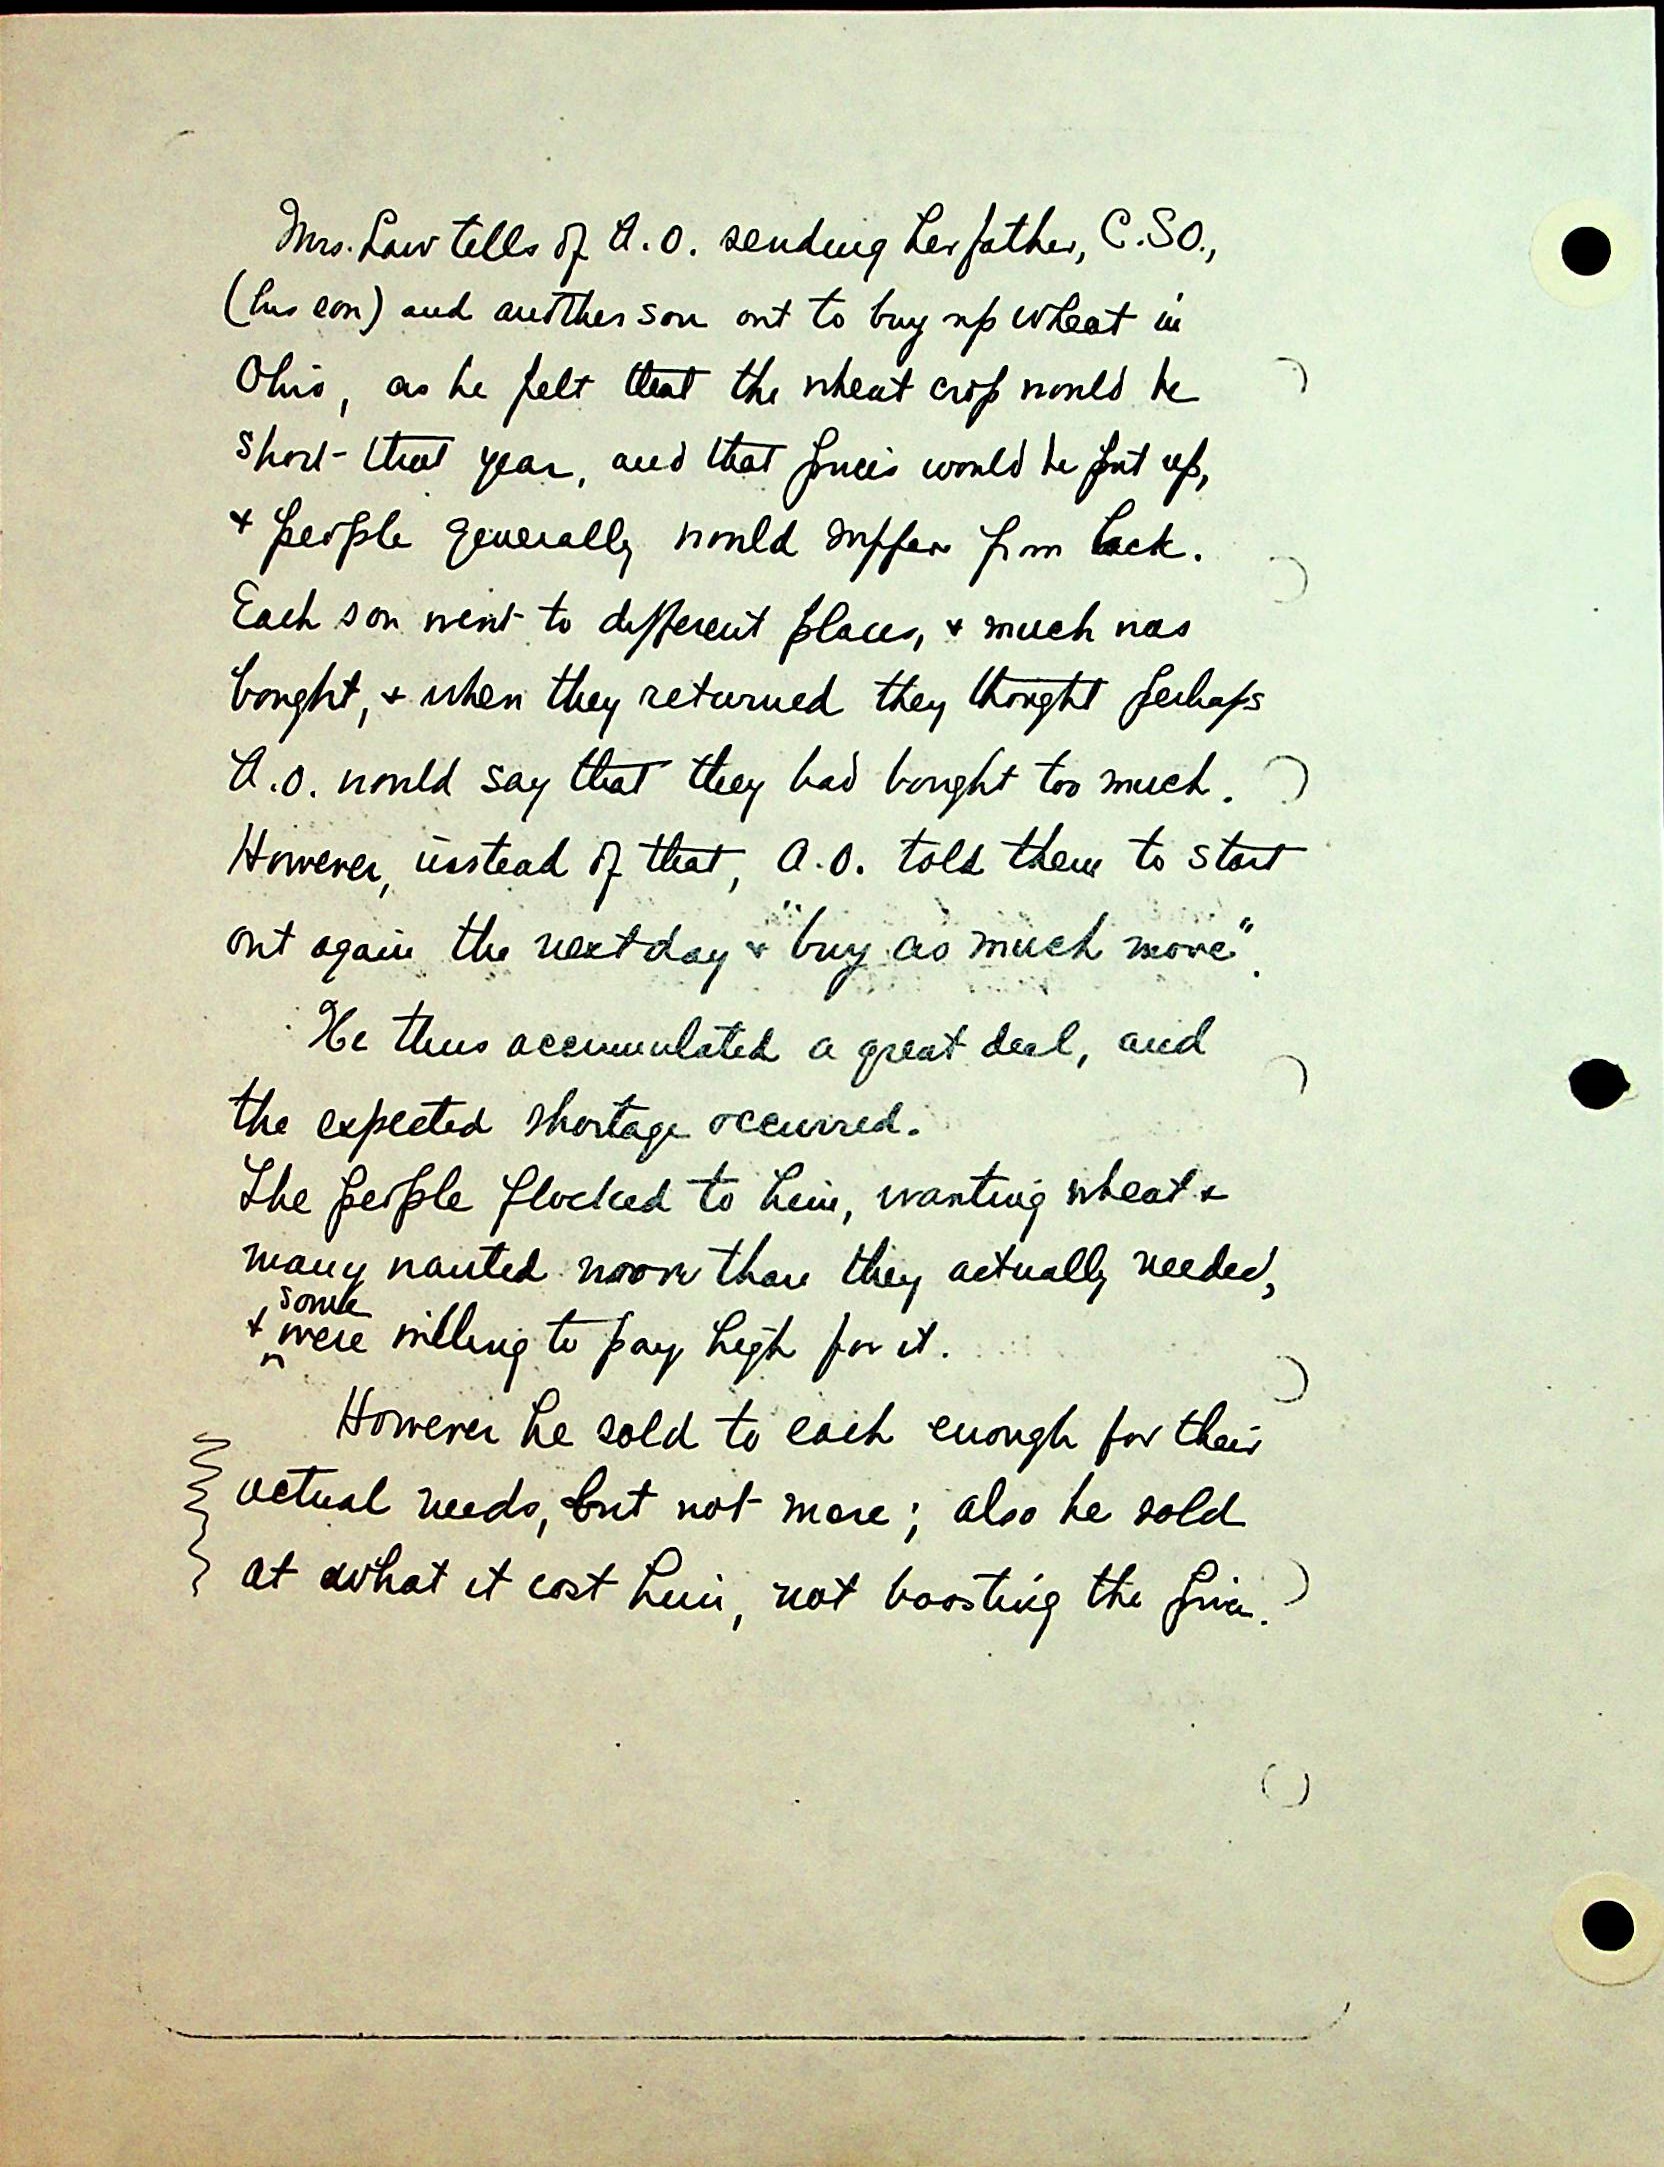 Mrs. Law tells of A.O. sending her father, C.S.O.,
(his son) and another son out to buy up wheat in
Ohio, as he felt that the wheat crop would be
short that year, and that prices would be put up,
& people generally would suffer from lack.
Each son went to different places, & much was
bought, & when they returned they thought perhaps
A.O. would say that they had bought too much.
However, instead of that, A.O. told them to start
out again the next day & "buy as much more".
He thus accumulated a great deal, and
the expected shortage occurred.
The people flocked to him, wanting wheat &
many wanted more than they actually needed,
& some were willing to pay high for it.
However he sold to each enough for their
actual needs, but not more; also he sold
at what it cost him, not boosting the price.